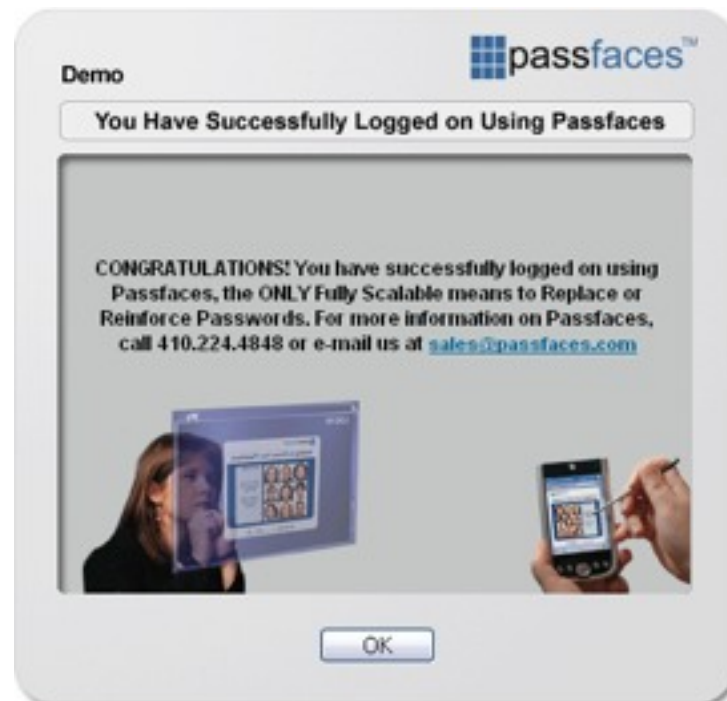 passfaces™
Demo
You Have Successfully Logged on Using Passfaces
CONGRATULATIONS! You have successfully logged on using
Passfaces, the ONLY Fully Scalable means to Replace or
Reinforce Passwords. For more information on Passfaces,
call 410.224.4848 or e-mail us at sales@passfaces.com
OK